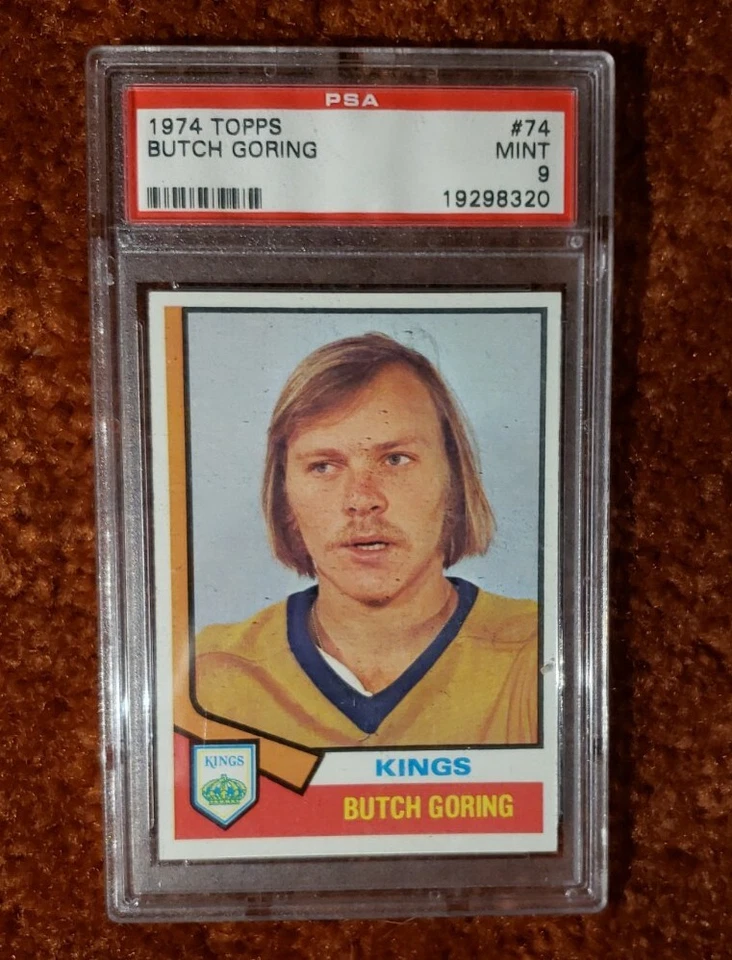 PSA
1974 TOPPS #74
BUTCH GORING MINT
9
19298320
KINGS
KINGS
BUTCH GORING